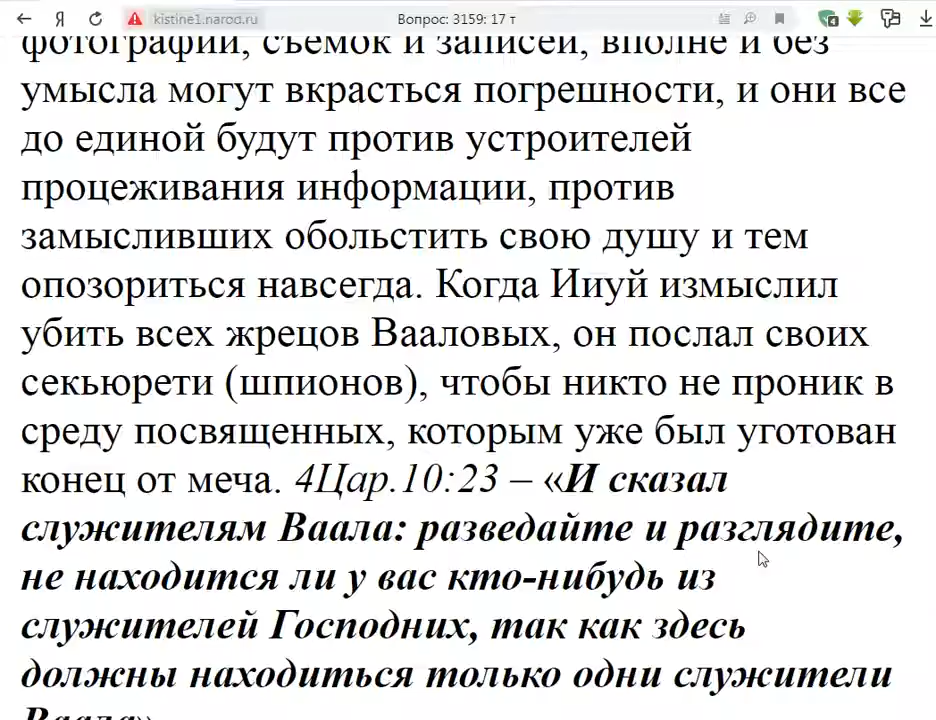 kistine1.narod.ru
Вопрос: 3159: 17 т
4
фотографий, съемок и записей, вполне и без
умысла могут вкрасться погрешности, и они все
до единой будут против устроителей
процеживания информации, против
замысливших обольстить свою душу и тем
опозориться навсегда. Когда Ииуй измыслил
убить всех жрецов Вааловых, он послал своих
секьюрети (шпионов), чтобы никто не проник в
среду посвященных, которым уже был уготован
конец от меча. 4Цар.10:23 – «И сказал
служителям Ваала: разведайте и разглядите,
не находится ли у вас кто-нибудь из
служителей Господних, так как здесь
должны находиться только одни служители
Ваала»